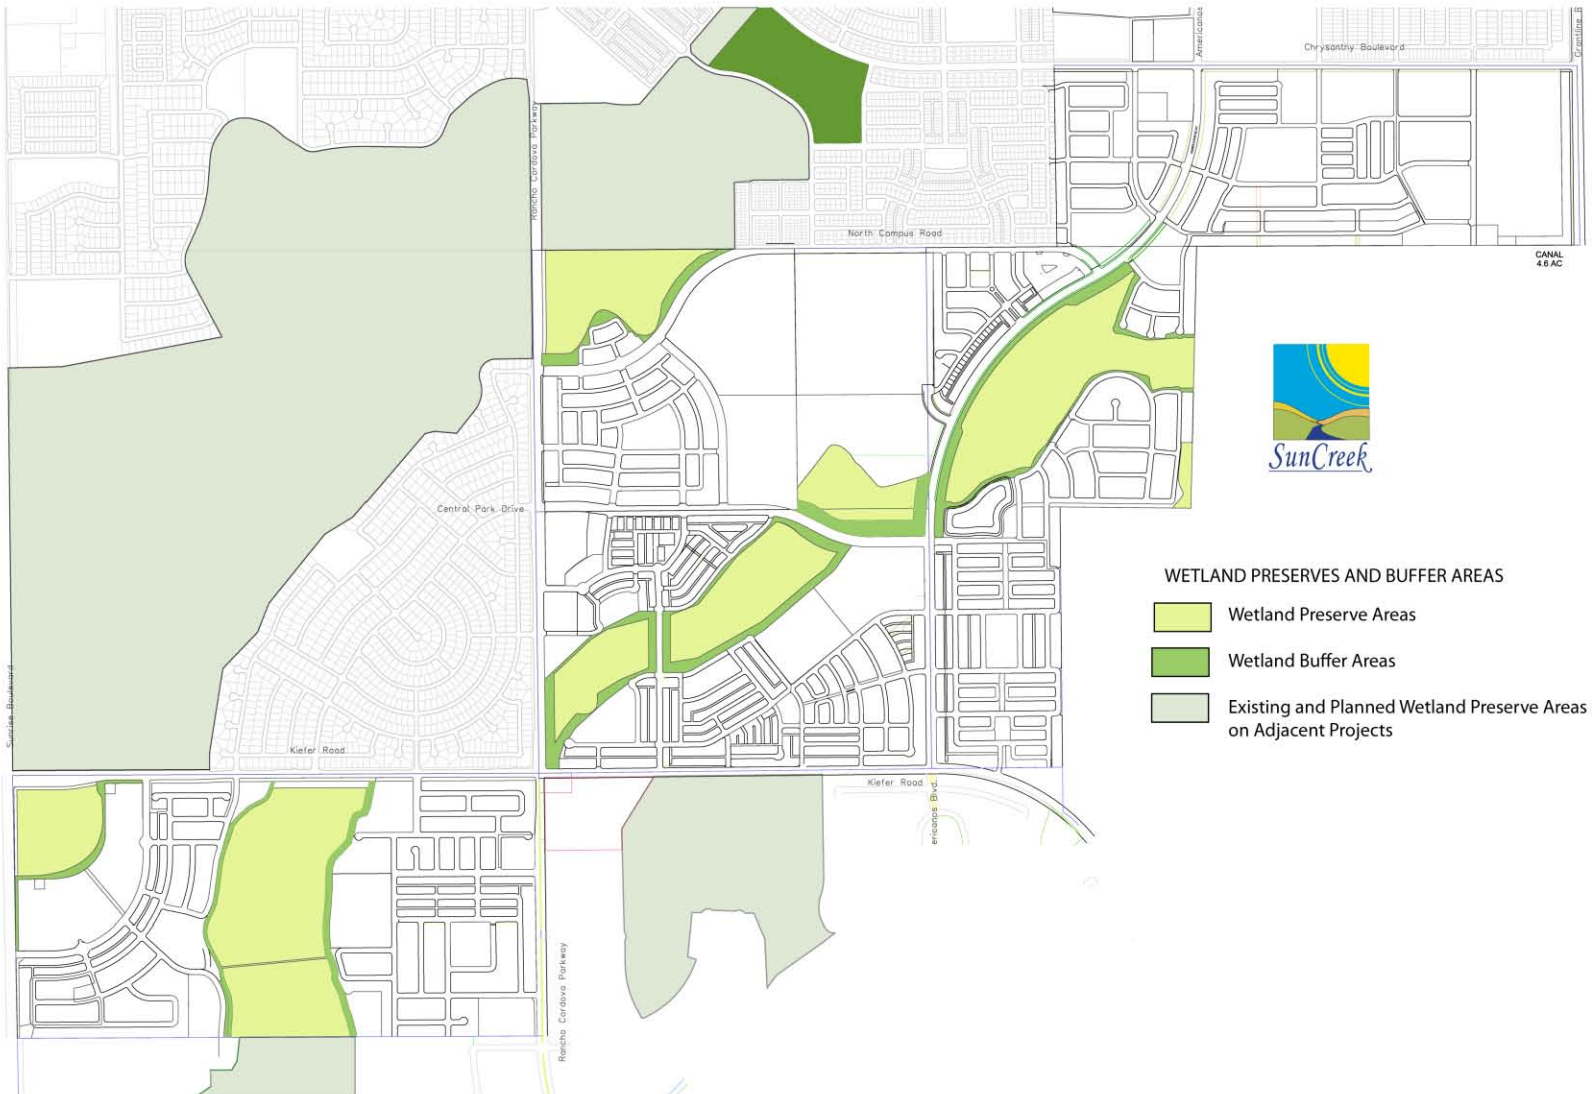 Americanos
Grantline B
Chrysanthy Boulevard
Rancho Cordova Parkway
North Campus Road
CANAL
4.6 AC
SunCreek
Central Park Drive
WETLAND PRESERVES AND BUFFER AREAS
Wetland Preserve Areas
Wetland Buffer Areas
Existing and Planned Wetland Preserve Areas
on Adjacent Projects
Sunrise Boulevard
Kiefer Road
Kiefer Road
ericanos Blvd.
Rancho Cordova Parkway